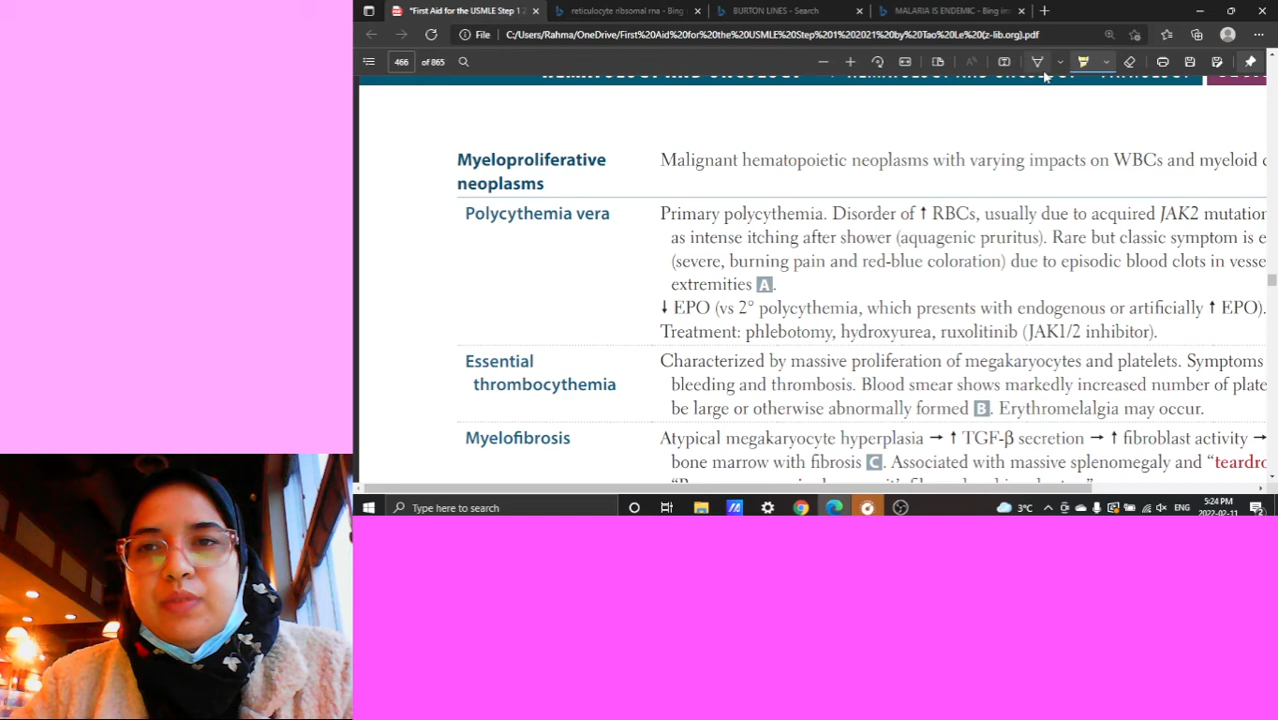 "First Aid for the USMLE Step 1 2
reticulocyte ribsomal rna - Bing
BURTON LINES - Search
MALARIA IS ENDEMIC - Bing im
File
C:/Users/Rahma/OneDrive/First%20Aid%20for%20the%20USMLE%20Step%201%202021%20by%20Tao%20Le%20(z-lib.org).pdf
466 of 865
Myeloproliferative
neoplasms
Malignant hematopoietic neoplasms with varying impacts on WBCs and myeloid
Polycythemia vera
Primary polycythemia. Disorder of ↑ RBCs, usually due to acquired JAK2 mutation
as intense itching after shower (aquagenic pruritus). Rare but classic symptom is e
(severe, burning pain and red-blue coloration) due to episodic blood clots in vesse
extremities A.
↓ EPO (vs 2° polycythemia, which presents with endogenous or artificially ↑ EPO).
Treatment: phlebotomy, hydroxyurea, ruxolitinib (JAK1/2 inhibitor).
Essential
thrombocythemia
Characterized by massive proliferation of megakaryocytes and platelets. Symptoms
bleeding and thrombosis. Blood smear shows markedly increased number of plate
be large or otherwise abnormally formed B. Erythromelalgia may occur.
Myelofibrosis
Atypical megakaryocyte hyperplasia → ↑ TGF-β secretion → ↑ fibroblast activity →
bone marrow with fibrosis C. Associated with massive splenomegaly and "teardro
Type here to search
3°C
ENG
5:24 PM
2022-02-11